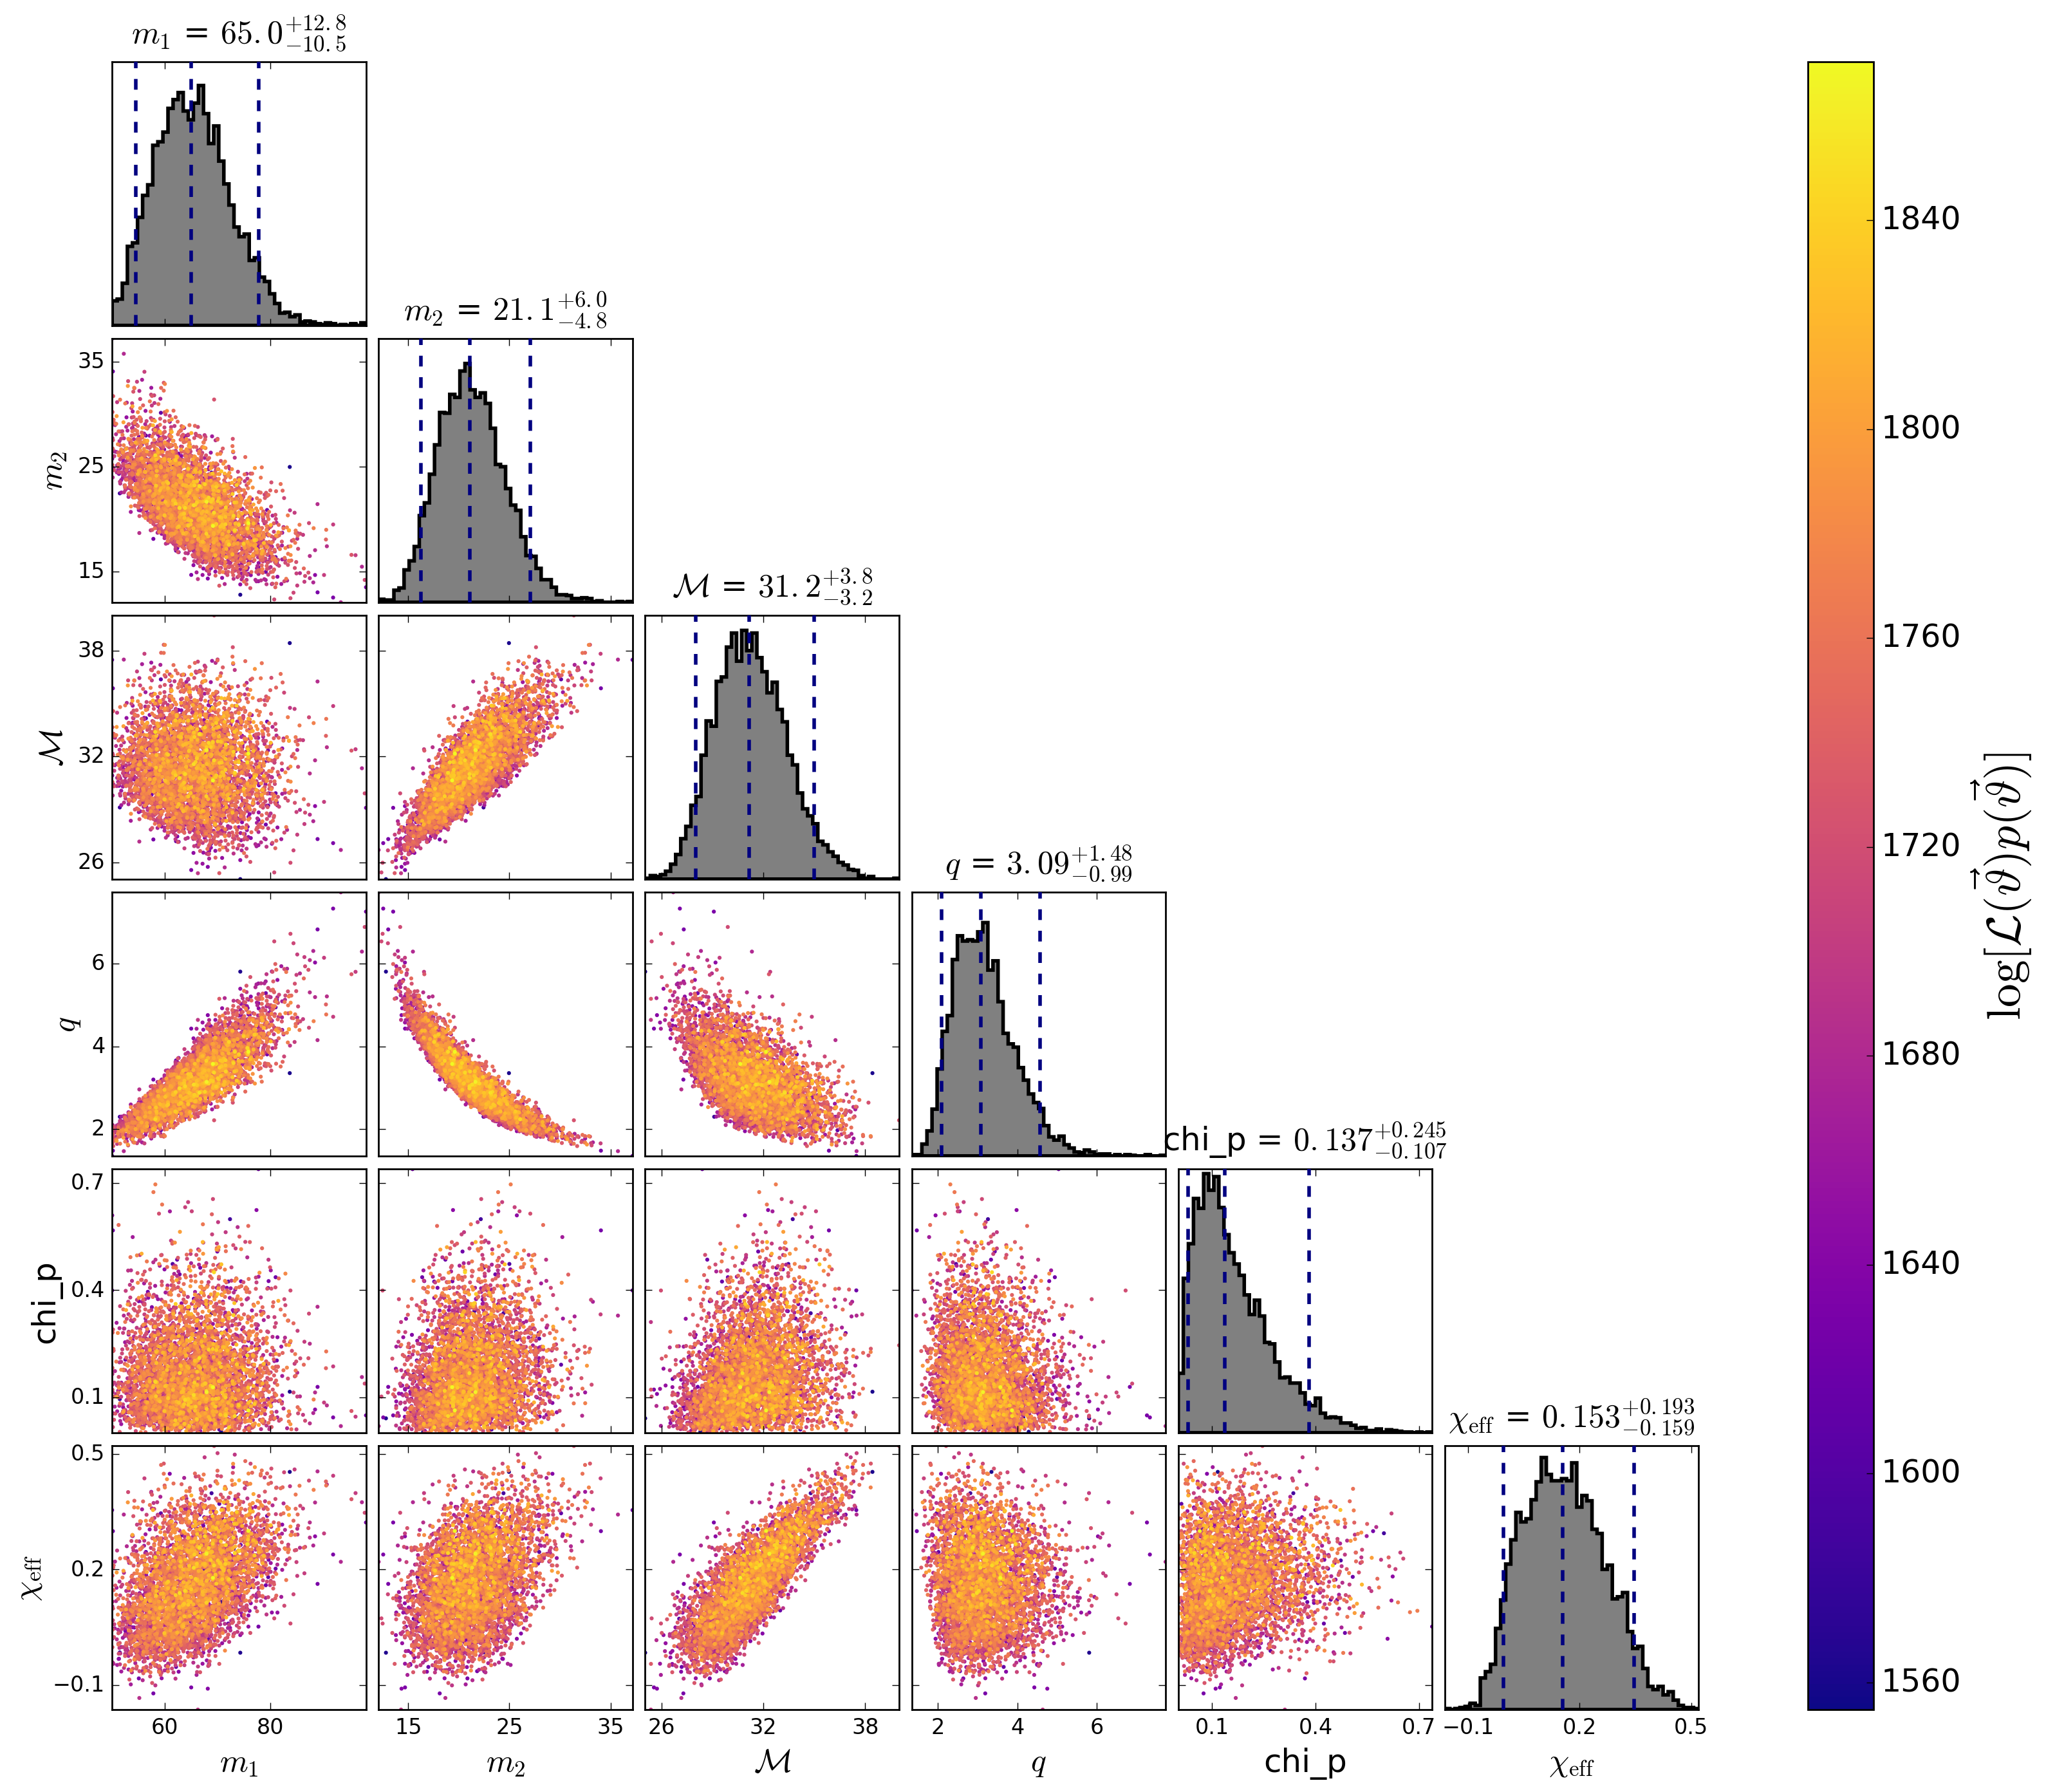 m₁ = 65.0^{+12.8}_{-10.5}
m₂ = 21.1^{+6.0}_{-4.8}
35
25
15
m₂
ℳ = 31.2^{+3.8}_{-3.2}
38
32
26
ℳ
q = 3.09^{+1.48}_{-0.99}
6
4
2
q
chi_p = 0.137^{+0.245}_{-0.107}
0.7
0.4
0.1
chi_p
χ_eff = 0.153^{+0.193}_{-0.159}
0.5
0.2
−0.1
χ_eff
60 80
15 25 35
26 32 38
2 4 6
0.1 0.4 0.7
−0.1 0.2 0.5
m₁
m₂
ℳ
q
chi_p
χ_eff
1840
1800
1760
1720
1680
1640
1600
1560
log[ℒ(ϑ⃗)p(ϑ⃗)]